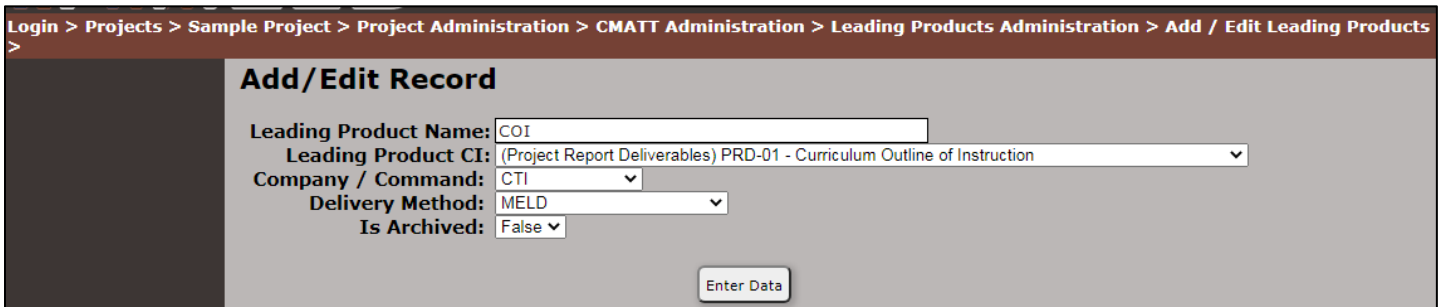 Login > Projects > Sample Project > Project Administration > CMATT Administration > Leading Products Administration > Add / Edit Leading Products
>
Add/Edit Record
Leading Product Name: COI
Leading Product CI: (Project Report Deliverables) PRD-01 - Curriculum Outline of Instruction
Company / Command: CTI
Delivery Method: MELD
Is Archived: False
Enter Data